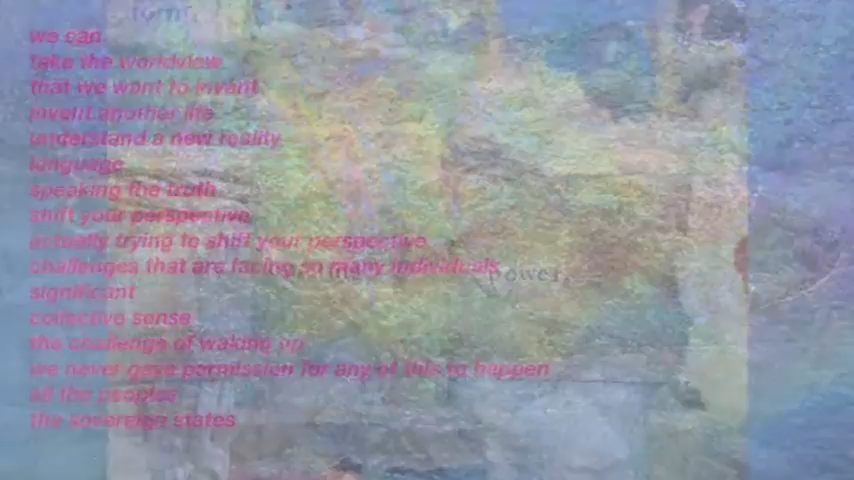 form,
we can
take the worldview
that we want to invent
invent another life
understand a new reality
language
speaking the truth
shift your perspective
actually trying to shift your perspective
challenges that are facing so many individuals
Power,
significant
collective sense
the challenge of waking up
we never gave permission for any of this to happen
all the peoples
the sovereign states